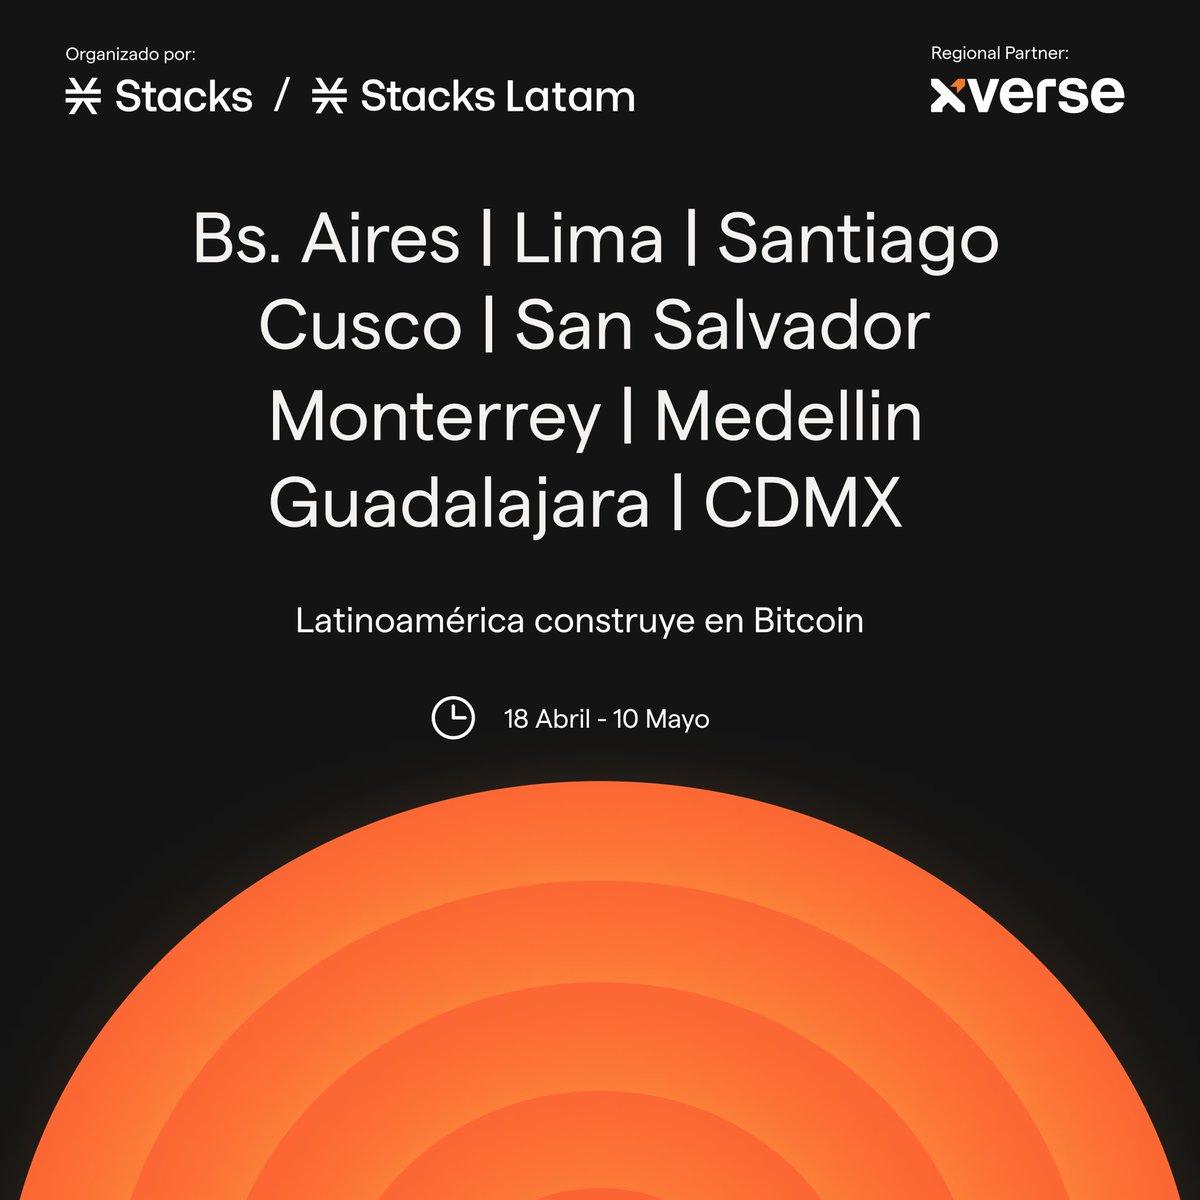 Organizado por:
Stacks / Stacks Latam
Regional Partner:
xverse
Bs. Aires | Lima | Santiago
Cusco | San Salvador
Monterrey | Medellin
Guadalajara | CDMX
Latinoamérica construye en Bitcoin
18 Abril - 10 Mayo